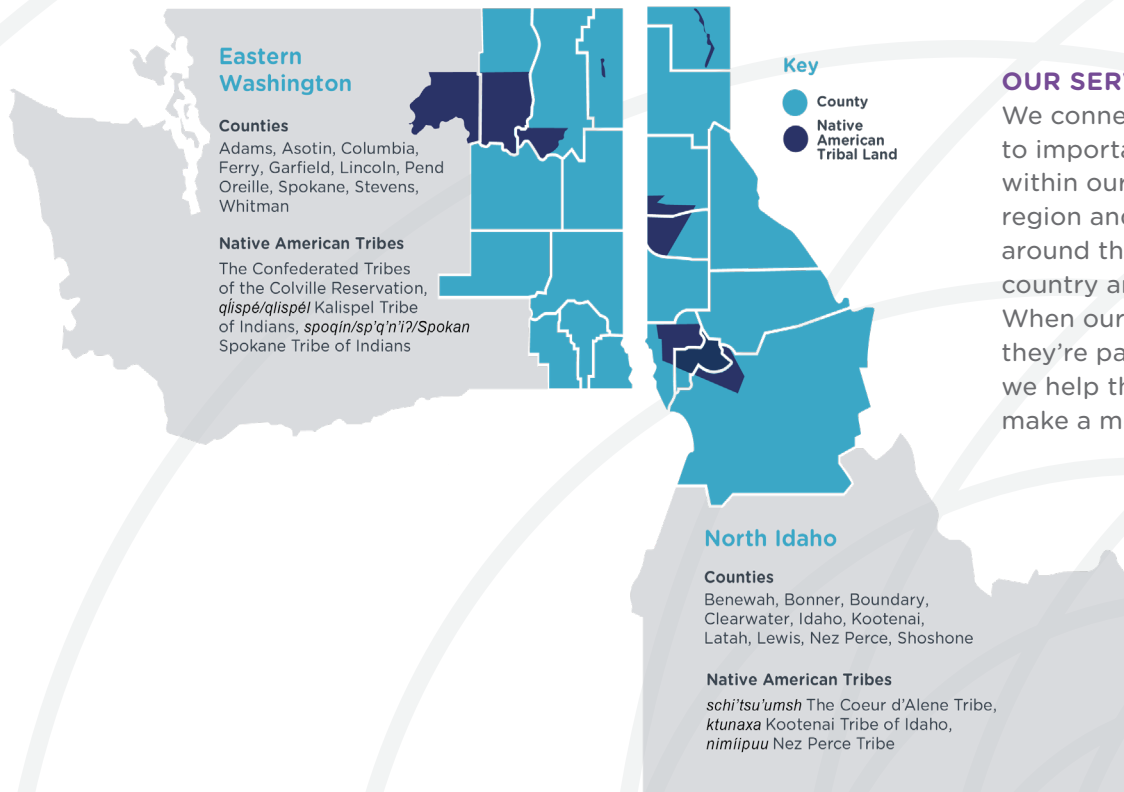 Eastern
Washington
Counties
Adams, Asotin, Columbia,
Ferry, Garfield, Lincoln, Pend
Oreille, Spokane, Stevens,
Whitman
Native American Tribes
The Confederated Tribes
of the Colville Reservation,
ql̓ispé/qlispél Kalispel Tribe
of Indians, spoqín/sp’q’n’iʔ/Spokan
Spokane Tribe of Indians
Key
County
Native
American
Tribal Land
OUR SER
We conne
to importa
within our
region and
around th
country a
When our
they’re pa
we help th
make a m
North Idaho
Counties
Benewah, Bonner, Boundary,
Clearwater, Idaho, Kootenai,
Latah, Lewis, Nez Perce, Shoshone
Native American Tribes
schi’tsu’umsh The Coeur d’Alene Tribe,
ktunaxa Kootenai Tribe of Idaho,
nimíipuu Nez Perce Tribe